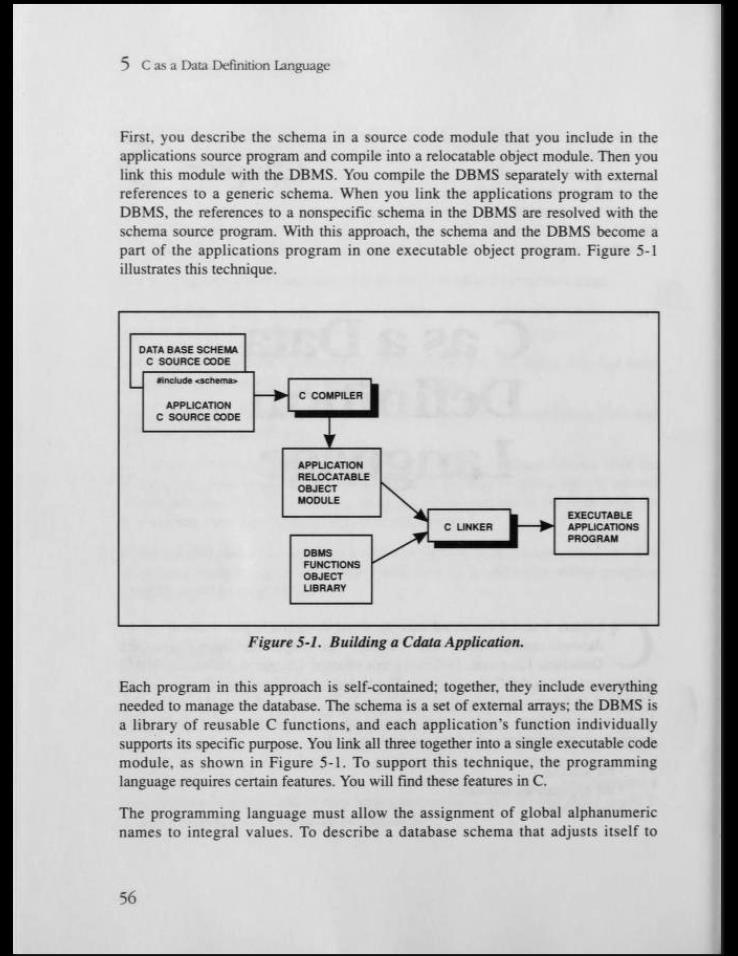 5 C as a Data Definition Language
First, you describe the schema in a source code module that you include in the
applications source program and compile into a relocatable object module. Then you
link this module with the DBMS. You compile the DBMS separately with external
references to a generic schema. When you link the applications program to the
DBMS, the references to a nonspecific schema in the DBMS are resolved with the
schema source program. With this approach, the schema and the DBMS become a
part of the applications program in one executable object program. Figure 5-1
illustrates this technique.
DATA BASE SCHEMA
C SOURCE CODE
#include <schema>
APPLICATION
C SOURCE CODE
C COMPILER
APPLICATION
RELOCATABLE
OBJECT
MODULE
C LINKER
EXECUTABLE
APPLICATIONS
PROGRAM
DBMS
FUNCTIONS
OBJECT
LIBRARY
Figure 5-1. Building a Cdata Application.
Each program in this approach is self-contained; together, they include everything
needed to manage the database. The schema is a set of external arrays; the DBMS is
a library of reusable C functions, and each application's function individually
supports its specific purpose. You link all three together into a single executable code
module, as shown in Figure 5-1. To support this technique, the programming
language requires certain features. You will find these features in C.
The programming language must allow the assignment of global alphanumeric
names to integral values. To describe a database schema that adjusts itself to
56